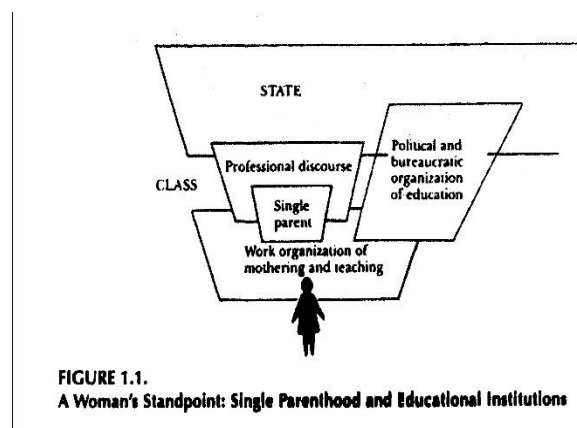 STATE
Political and
bureaucratic
organization
of education
Professional discourse
CLASS
Single
parent
Work organization of
mothering and teaching
FIGURE 1.1.
A Woman's Standpoint: Single Parenthood and Educational Institutions